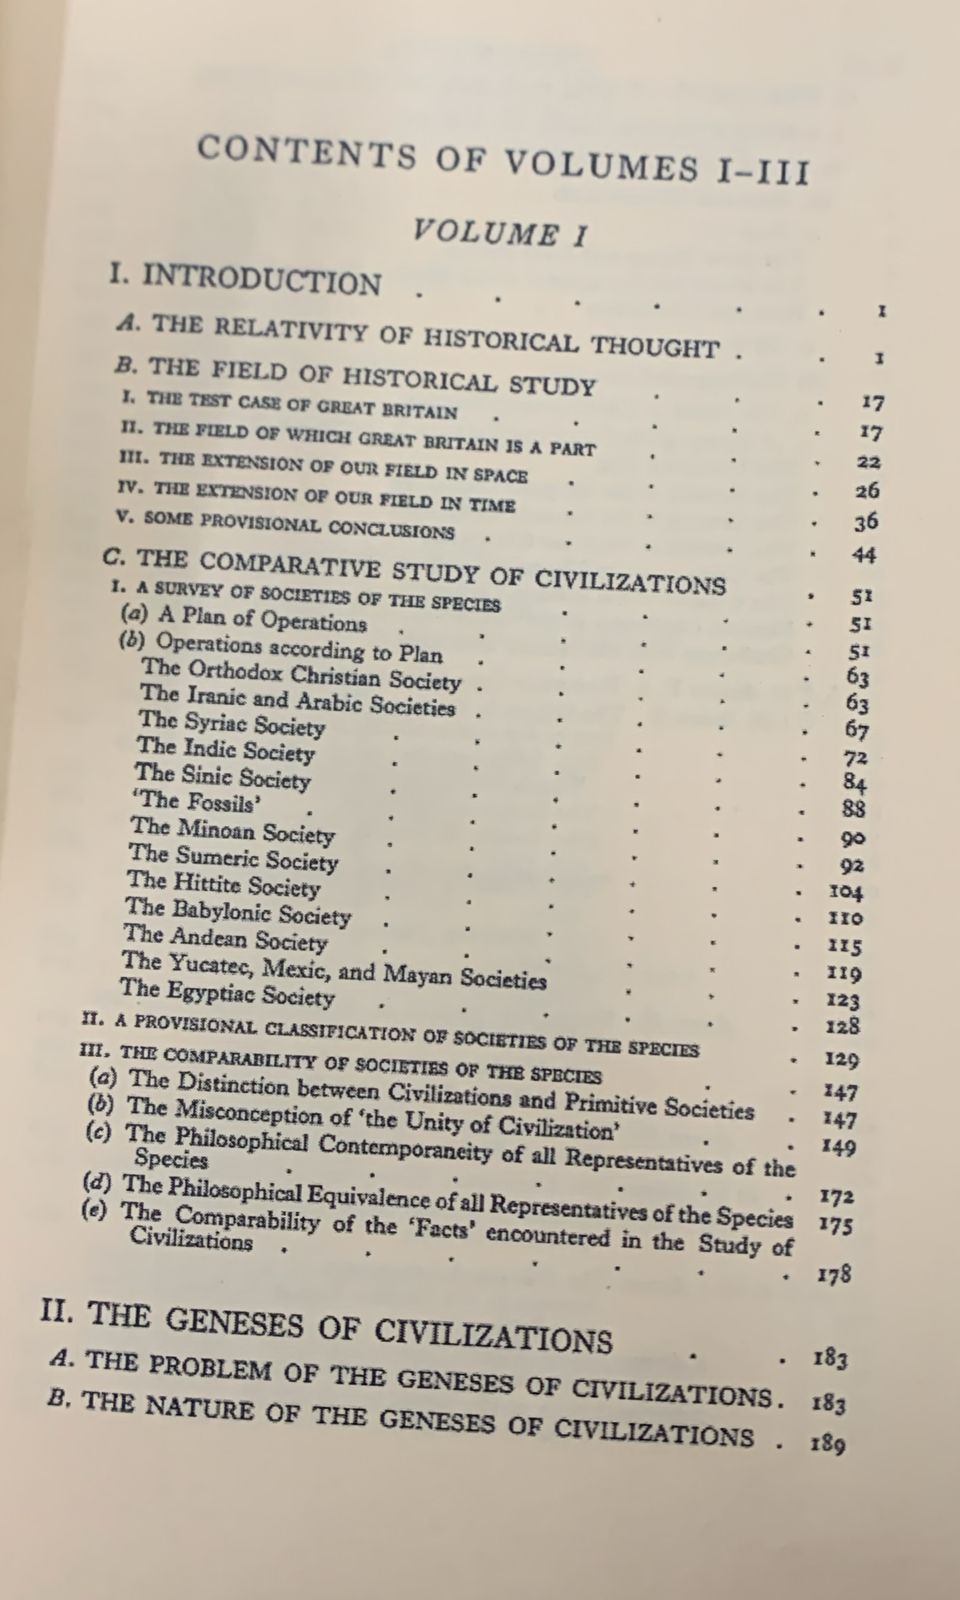 CONTENTS OF VOLUMES I–III
VOLUME I
I. INTRODUCTION . . . . . . 1
A. THE RELATIVITY OF HISTORICAL THOUGHT . . 1
B. THE FIELD OF HISTORICAL STUDY . . . 17
I. THE TEST CASE OF GREAT BRITAIN . . . . . 17
II. THE FIELD OF WHICH GREAT BRITAIN IS A PART . . . 22
III. THE EXTENSION OF OUR FIELD IN SPACE . . . . 26
IV. THE EXTENSION OF OUR FIELD IN TIME . . . . 36
V. SOME PROVISIONAL CONCLUSIONS . . . . . 44
C. THE COMPARATIVE STUDY OF CIVILIZATIONS . 51
I. A SURVEY OF SOCIETIES OF THE SPECIES . . . . 51
(a) A Plan of Operations . . . . . . 51
(b) Operations according to Plan . . . . . 63
The Orthodox Christian Society . . . . . 63
The Iranic and Arabic Societies . . . . . 67
The Syriac Society . . . . . . 72
The Indic Society . . . . . . 84
The Sinic Society . . . . . . 88
‘The Fossils’ . . . . . . . 90
The Minoan Society . . . . . . 92
The Sumeric Society . . . . . . 104
The Hittite Society . . . . . . 110
The Babylonic Society . . . . . . 115
The Andean Society . . . . . . 119
The Yucatec, Mexic, and Mayan Societies . . . 123
The Egyptiac Society . . . . . . 128
II. A PROVISIONAL CLASSIFICATION OF SOCIETIES OF THE SPECIES . 129
III. THE COMPARABILITY OF SOCIETIES OF THE SPECIES . . 147
(a) The Distinction between Civilizations and Primitive Societies . 147
(b) The Misconception of ‘the Unity of Civilization’ . . 149
(c) The Philosophical Contemporaneity of all Representatives of the
Species . . . . . . . 172
(d) The Philosophical Equivalence of all Representatives of the Species 175
(e) The Comparability of the ‘Facts’ encountered in the Study of
Civilizations . . . . . . . 178
II. THE GENESES OF CIVILIZATIONS . . 183
A. THE PROBLEM OF THE GENESES OF CIVILIZATIONS . 183
B. THE NATURE OF THE GENESES OF CIVILIZATIONS . 189